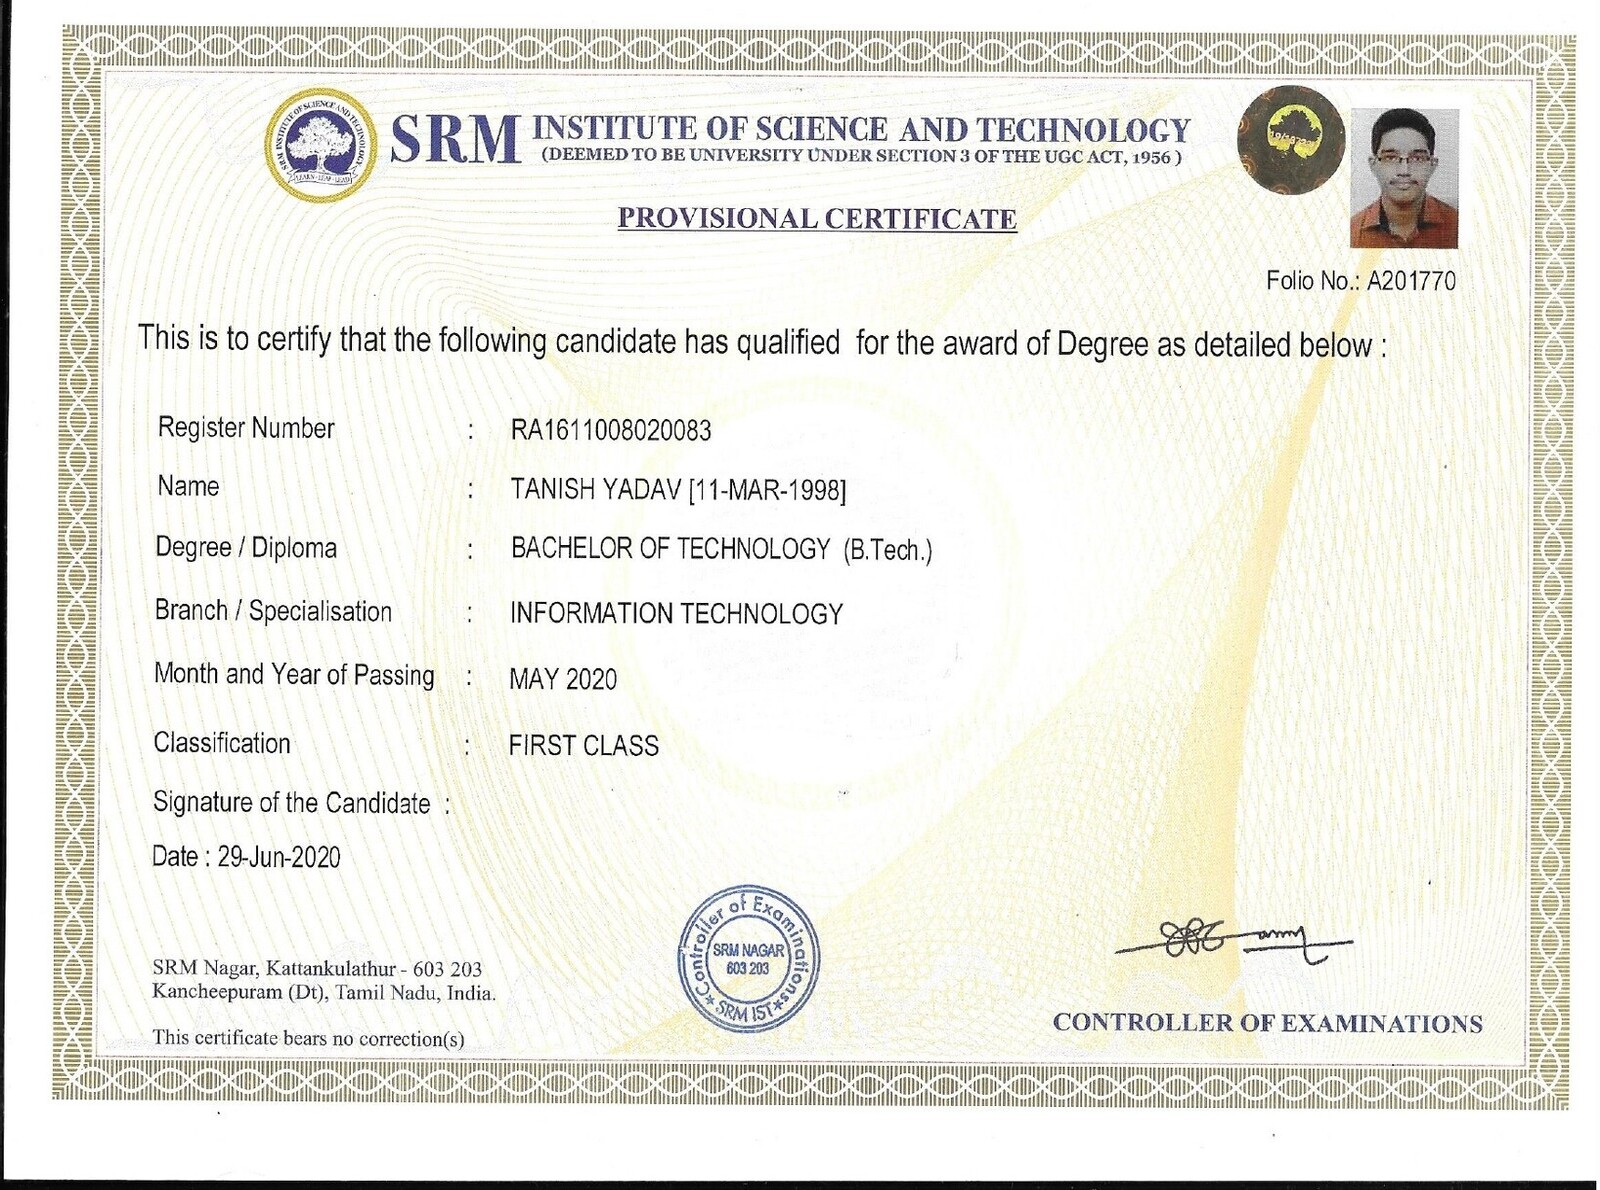 SRM INSTITUTE OF SCIENCE AND TECHNOLOGY
SRM INSTITUTE OF SCIENCE AND TECHNOLOGY
(DEEMED TO BE UNIVERSITY UNDER SECTION 3 OF THE UGC ACT, 1956 )
LEARN - LEAP - LEAD
PROVISIONAL CERTIFICATE
Folio No.: A201770
This is to certify that the following candidate has qualified for the award of Degree as detailed below :
Register Number : RA1611008020083
Name : TANISH YADAV [11-MAR-1998]
Degree / Diploma : BACHELOR OF TECHNOLOGY (B.Tech.)
Branch / Specialisation : INFORMATION TECHNOLOGY
Month and Year of Passing : MAY 2020
Classification : FIRST CLASS
Signature of the Candidate :
Date : 29-Jun-2020
Controller of Examinations
SRM NAGAR
603 203
★ SRM IST ★
SRM Nagar, Kattankulathur - 603 203
Kancheepuram (Dt), Tamil Nadu, India.
CONTROLLER OF EXAMINATIONS
This certificate bears no correction(s)